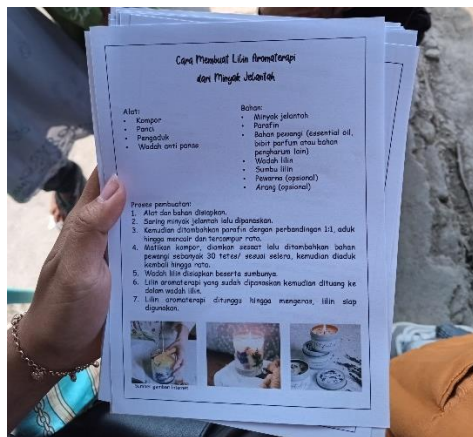 Cara Membuat Lilin Aromaterapi
dari Minyak Jelantah
Alat:
• Kompor
• Panci
• Pengaduk
• Wadah anti panas
Bahan:
• Minyak jelantah
• Parafin
• Bahan pewangi (essential oil,
bibit parfum atau bahan
pengharum lain)
• Wadah lilin
• Sumbu lilin
• Pewarna (opsional)
• Arang (opsional)
Proses pembuatan:
1. Alat dan bahan disiapkan.
2. Saring minyak jelantah lalu dipanaskan.
3. Kemudian ditambahkan parafin dengan perbandingan 1:1, aduk
hingga mencair dan tercampur rata.
4. Matikan kompor, diamkan sesaat lalu ditambahkan bahan
pewangi sebanyak 30 tetes/ sesuai selera, kemudian diaduk
kembali hingga rata.
5. Wadah lilin disiapkan beserta sumbunya.
6. Lilin aromaterapi yang sudah dipanaskan kemudian dituang ke
dalam wadah lilin.
7. Lilin aromaterapi ditunggu hingga mengeras, lilin siap
digunakan.
Sumber gambar: internet